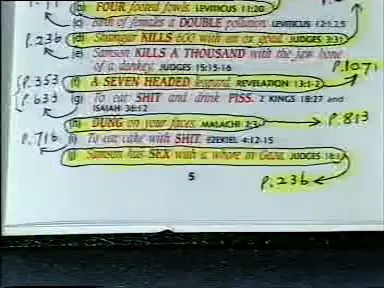 (b) FOUR footed fowls. LEVITICUS 11:20
(c) Birth of females a DOUBLE pollution. LEVITICUS 12:1,2,5
P.236 (d) Shamgar KILLS 600 with an ox goad. JUDGES 3:31
(e) Samson KILLS A THOUSAND with the jaw bone
of a donkey. JUDGES 15:15-16
P.1071
P.353 (f) A SEVEN HEADED leopard. REVELATION 13:1-2
P.633 (g) To eat SHIT and drink PISS. 2 KINGS 18:27 and
ISAIAH 36:12
(h) DUNG on your faces. MALACHI 2:3 P.813
P.716 (i) To eat cake with SHIT. EZEKIEL 4:12-15
(j) Samson has SEX with a whore in Gaza. JUDGES 16:1
5
P.236